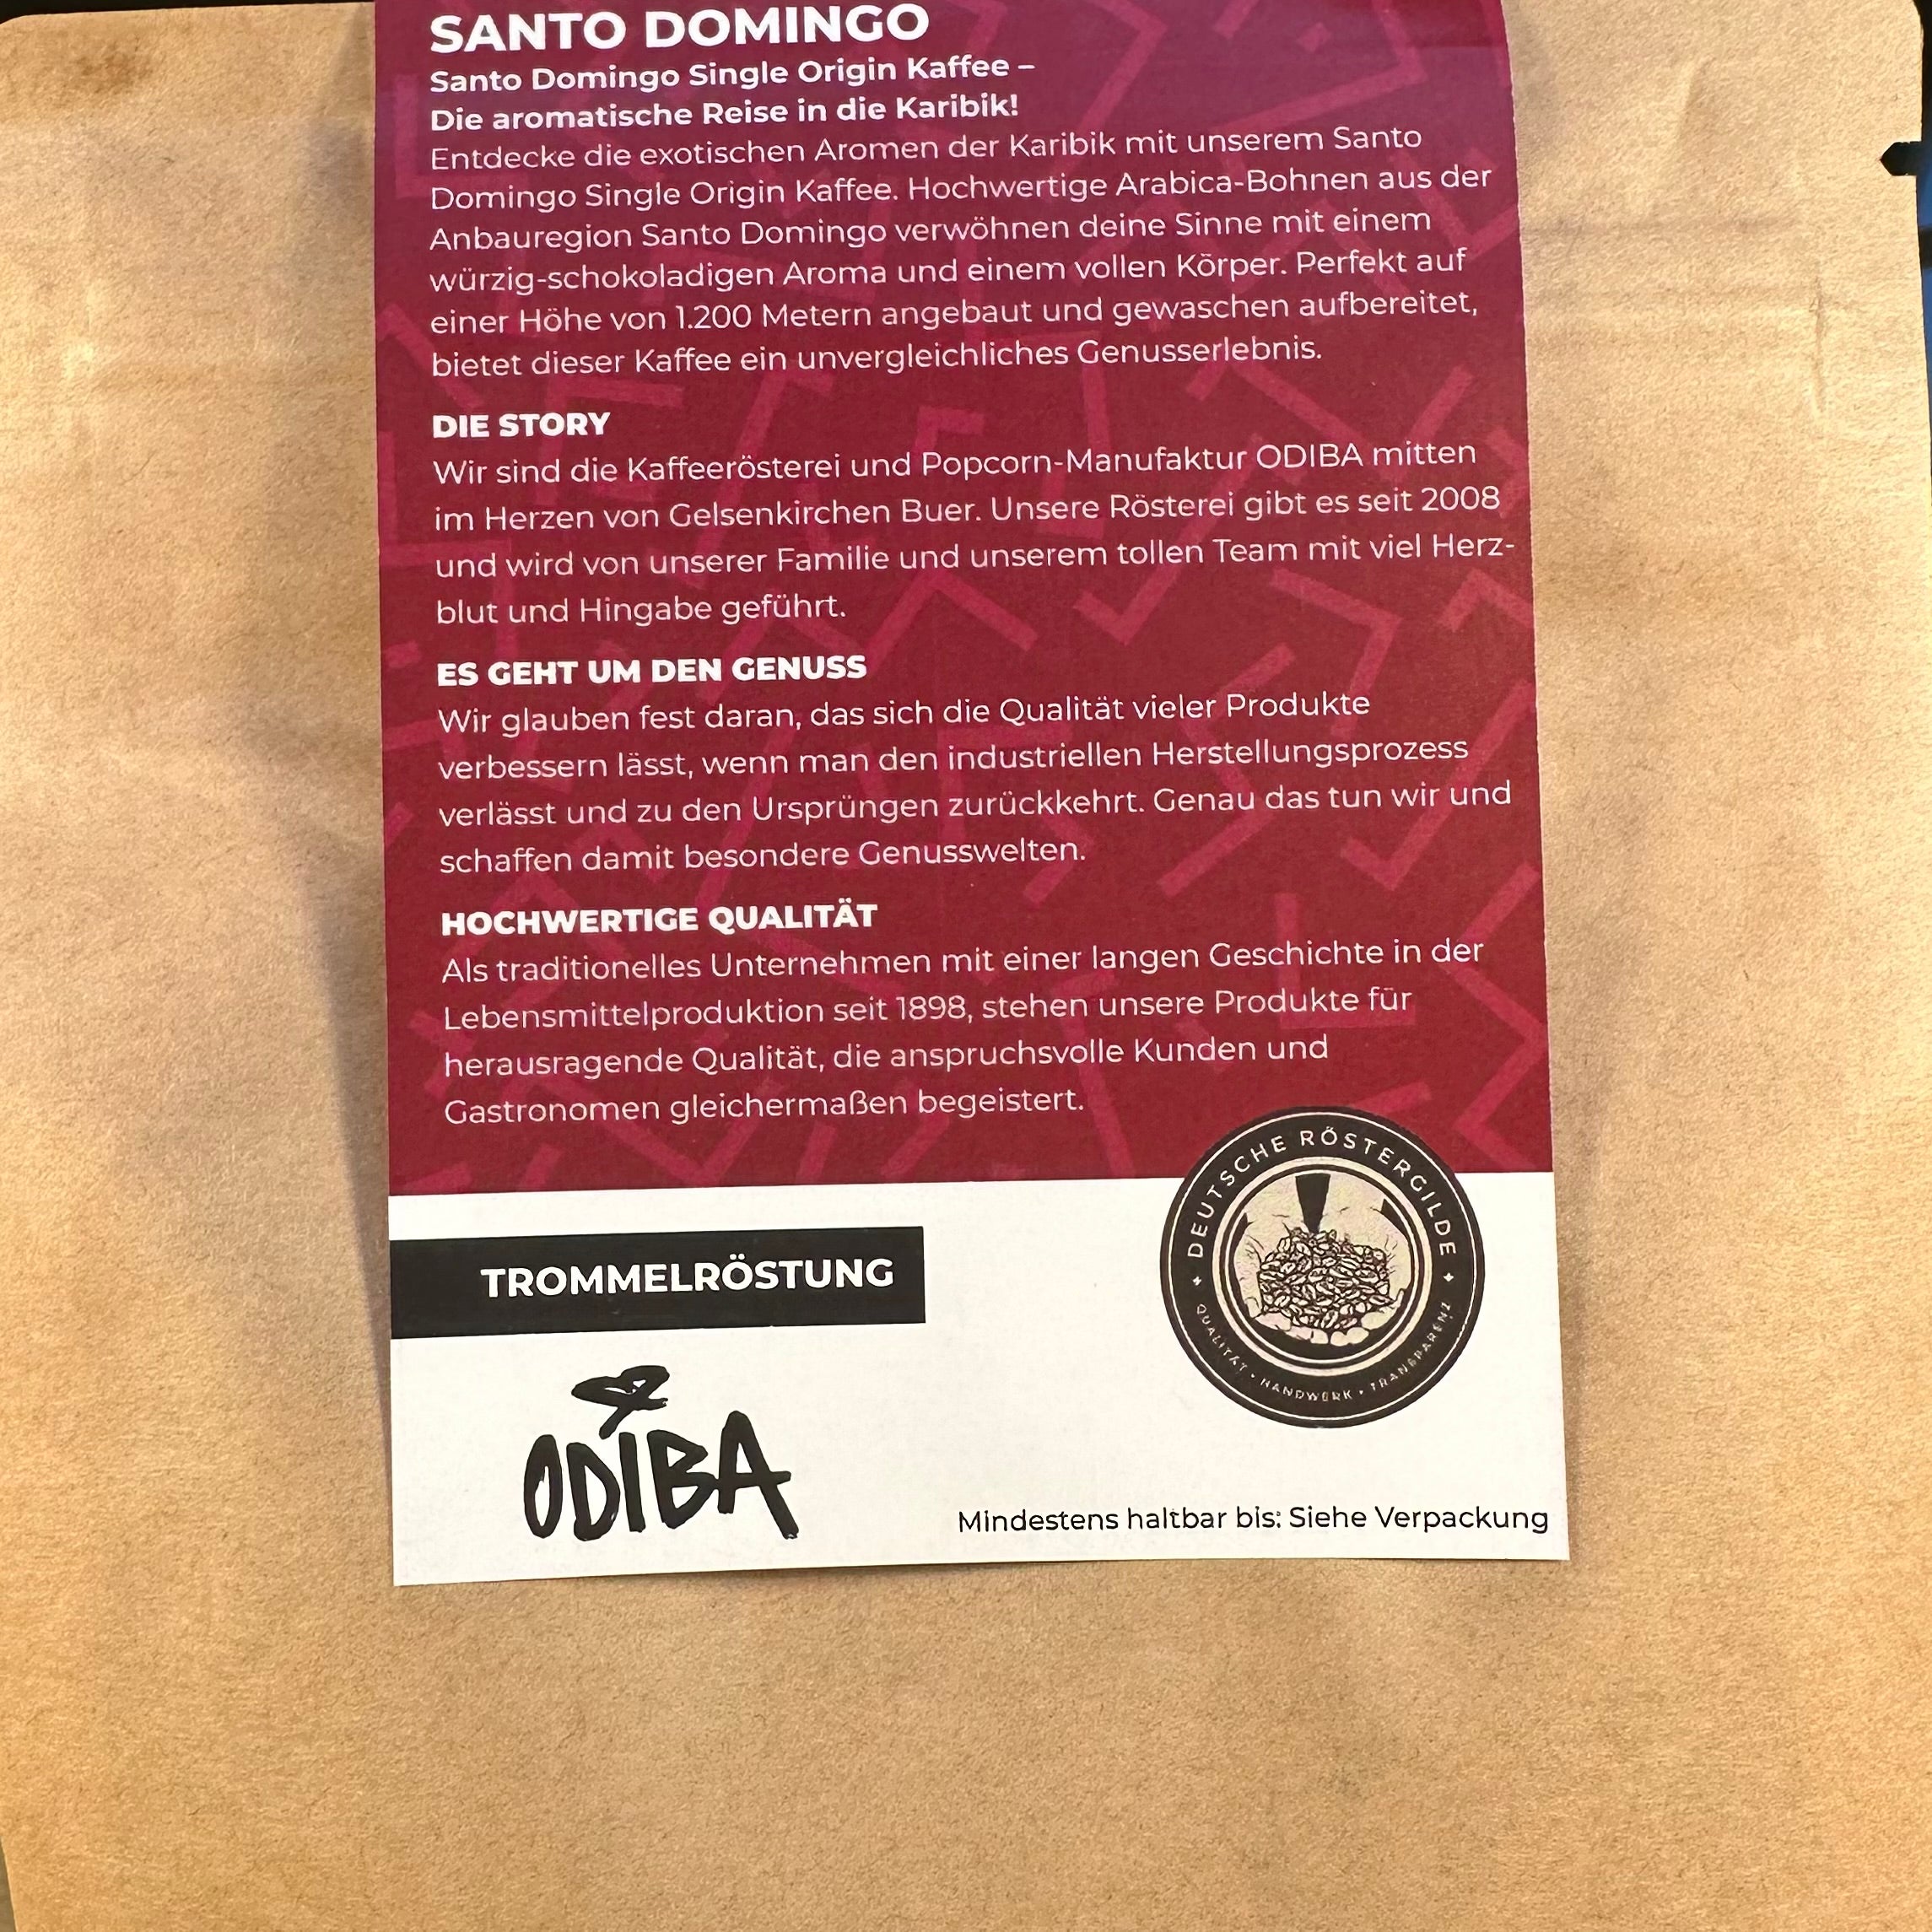 SANTO DOMINGO
Santo Domingo Single Origin Kaffee –
Die aromatische Reise in die Karibik!
Entdecke die exotischen Aromen der Karibik mit unserem Santo
Domingo Single Origin Kaffee. Hochwertige Arabica-Bohnen aus der
Anbauregion Santo Domingo verwöhnen deine Sinne mit einem
würzig-schokoladigen Aroma und einem vollen Körper. Perfekt auf
einer Höhe von 1.200 Metern angebaut und gewaschen aufbereitet,
bietet dieser Kaffee ein unvergleichliches Genusserlebnis.
DIE STORY
Wir sind die Kaffeerösterei und Popcorn-Manufaktur ODIBA mitten
im Herzen von Gelsenkirchen Buer. Unsere Rösterei gibt es seit 2008
und wird von unserer Familie und unserem tollen Team mit viel Herz-
blut und Hingabe geführt.
ES GEHT UM DEN GENUSS
Wir glauben fest daran, das sich die Qualität vieler Produkte
verbessern lässt, wenn man den industriellen Herstellungsprozess
verlässt und zu den Ursprüngen zurückkehrt. Genau das tun wir und
schaffen damit besondere Genusswelten.
HOCHWERTIGE QUALITÄT
Als traditionelles Unternehmen mit einer langen Geschichte in der
Lebensmittelproduktion seit 1898, stehen unsere Produkte für
herausragende Qualität, die anspruchsvolle Kunden und
Gastronomen gleichermaßen begeistert.
DEUTSCHE RÖSTERGILDE
QUALITÄT • HANDWERK • TRANSPARENZ
TROMMELRÖSTUNG
ODIBA
Mindestens haltbar bis: Siehe Verpackung